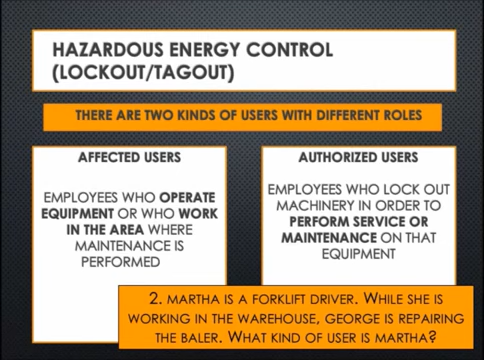 HAZARDOUS ENERGY CONTROL
(LOCKOUT/TAGOUT)
THERE ARE TWO KINDS OF USERS WITH DIFFERENT ROLES
AFFECTED USERS
EMPLOYEES WHO OPERATE
EQUIPMENT OR WHO WORK
IN THE AREA WHERE
MAINTENANCE IS
PERFORMED
AUTHORIZED USERS
EMPLOYEES WHO LOCK OUT
MACHINERY IN ORDER TO
PERFORM SERVICE OR
MAINTENANCE ON THAT
EQUIPMENT
2. MARTHA IS A FORKLIFT DRIVER. WHILE SHE IS
WORKING IN THE WAREHOUSE, GEORGE IS REPAIRING
THE BALER. WHAT KIND OF USER IS MARTHA?